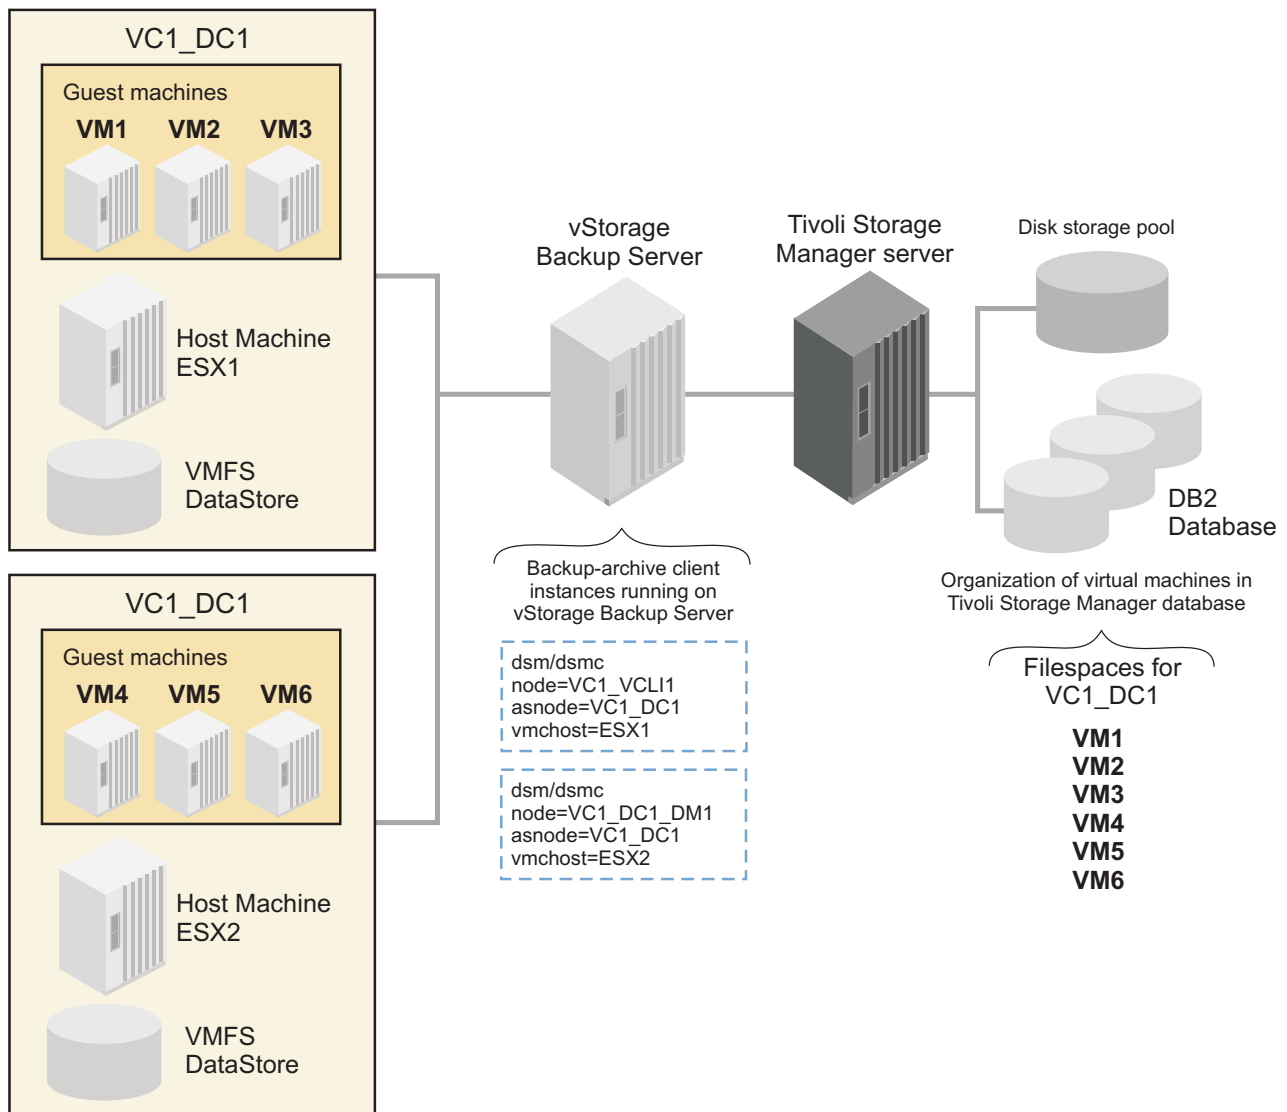 VC1_DC1
Guest machines
VM1 VM2 VM3
Host Machine
ESX1
VMFS
DataStore
VC1_DC1
Guest machines
VM4 VM5 VM6
Host Machine
ESX2
VMFS
DataStore
vStorage
Backup Server
Backup-archive client
instances running on
vStorage Backup Server
dsm/dsmc
node=VC1_VCLI1
asnode=VC1_DC1
vmchost=ESX1
dsm/dsmc
node=VC1_DC1_DM1
asnode=VC1_DC1
vmchost=ESX2
Tivoli Storage
Manager server
Disk storage pool
DB2
Database
Organization of virtual machines in
Tivoli Storage Manager database
Filespaces for
VC1_DC1
VM1
VM2
VM3
VM4
VM5
VM6